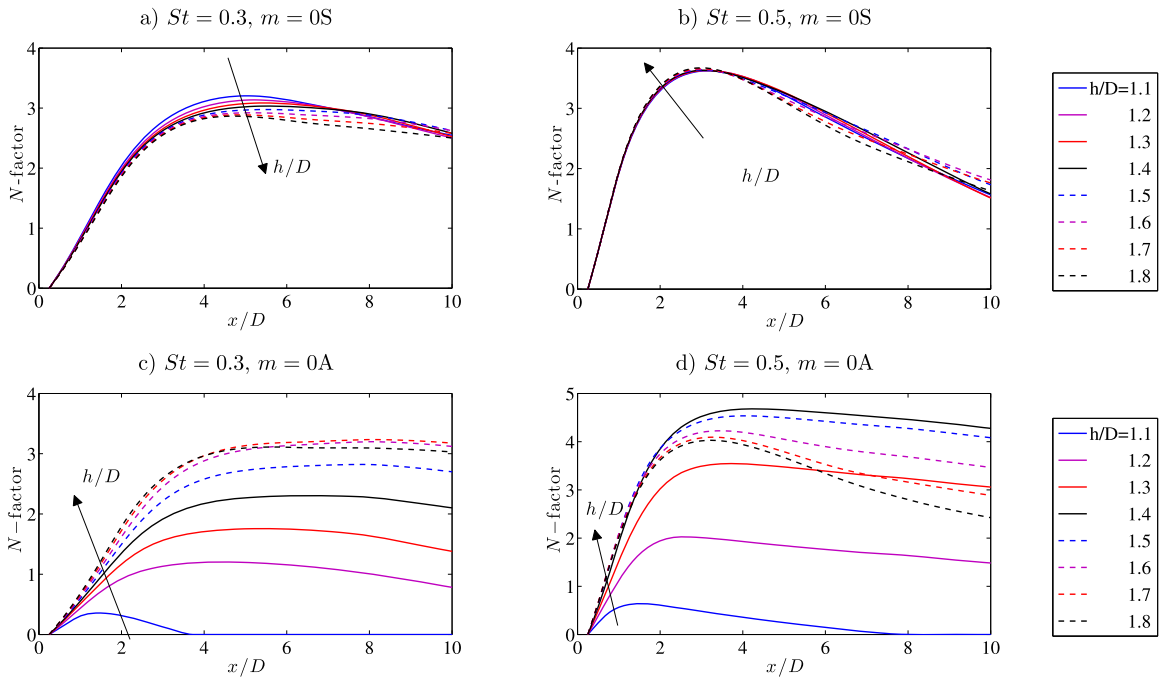 a) St = 0.3, m = 0S
4
3
2
1
0
0 2 4 6 8 10
N-factor
x/D
h/D
b) St = 0.5, m = 0S
4
3
2
1
0
0 2 4 6 8 10
N-factor
x/D
h/D
h/D=1.1
1.2
1.3
1.4
1.5
1.6
1.7
1.8
c) St = 0.3, m = 0A
4
3
2
1
0
0 2 4 6 8 10
N−factor
x/D
h/D
d) St = 0.5, m = 0A
5
4
3
2
1
0
0 2 4 6 8 10
N−factor
x/D
h/D
h/D=1.1
1.2
1.3
1.4
1.5
1.6
1.7
1.8